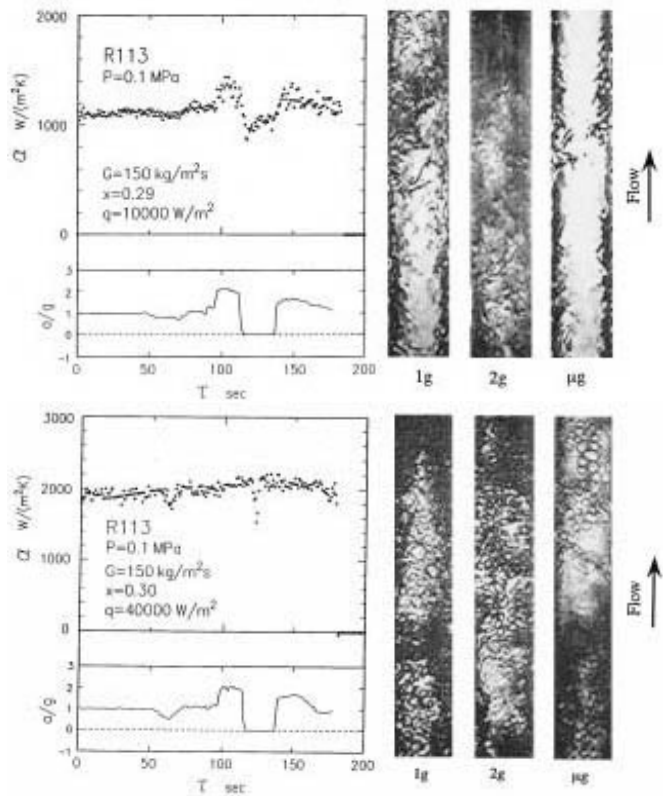 2000
1000
0
α w/(m²K)
R113
P=0.1 MPa
G=150 kg/m²s
x=0.29
q=10000 W/m²
3
2
1
0
-1
a/g
0 50 100 150 200
τ sec
1g 2g μg
Flow
3000
2000
1000
0
α w/(m²K)
R113
P=0.1 MPa
G=150 kg/m²s
x=0.30
q=40000 W/m²
3
2
1
0
-1
a/g
0 50 100 150 200
τ sec
1g 2g μg
Flow